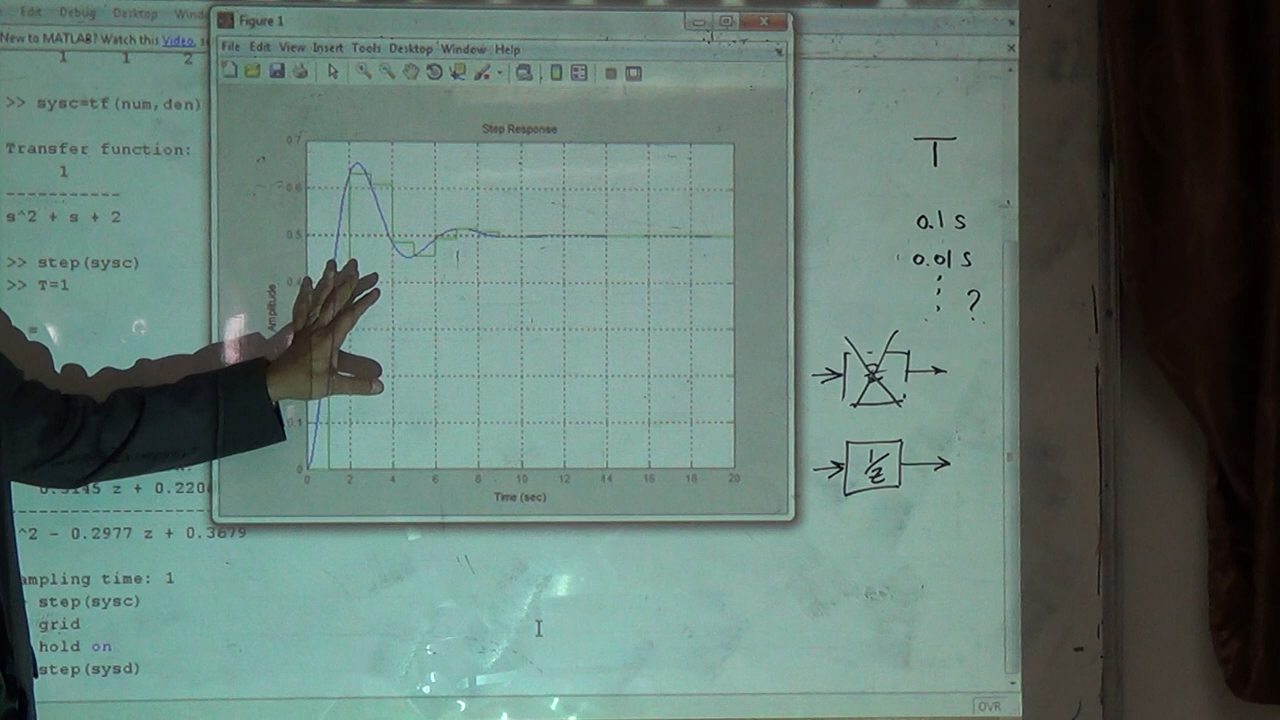 Edit Debug Desktop
New to MATLAB? Watch this Video,
1 1 2
>> sysc=tf(num,den)
Transfer function:
1
-----------
s^2 + s + 2
>> step(sysc)
>> T=1
=
z + 0.220
^2 - 0.2977 z + 0.3679
ampling time: 1
step(sysc)
grid
hold on
step(sysd)
OVR
Figure 1
File Edit View Insert Tools Desktop Window Help
Step Response
0.7
0.6
0.5
0.1
0
Amplitude
0 2 4 6 8 10 12 14 16 18 20
Time (sec)
T
0.1 s
0.01 s
?
1/z